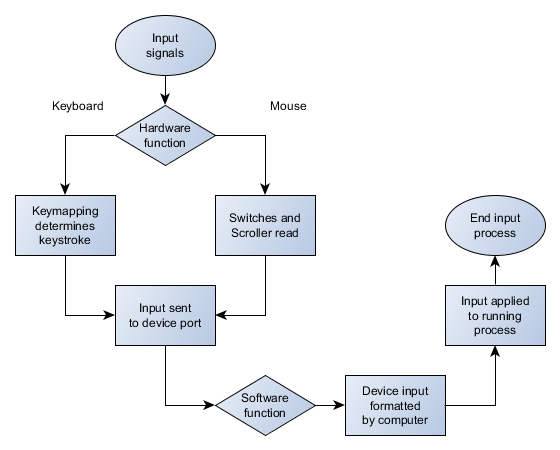 Input
signals
Keyboard
Mouse
Hardware
function
Keymapping
determines
keystroke
Switches and
Scroller read
Input sent
to device port
Software
function
Device input
formatted
by computer
Input applied
to running
process
End input
process